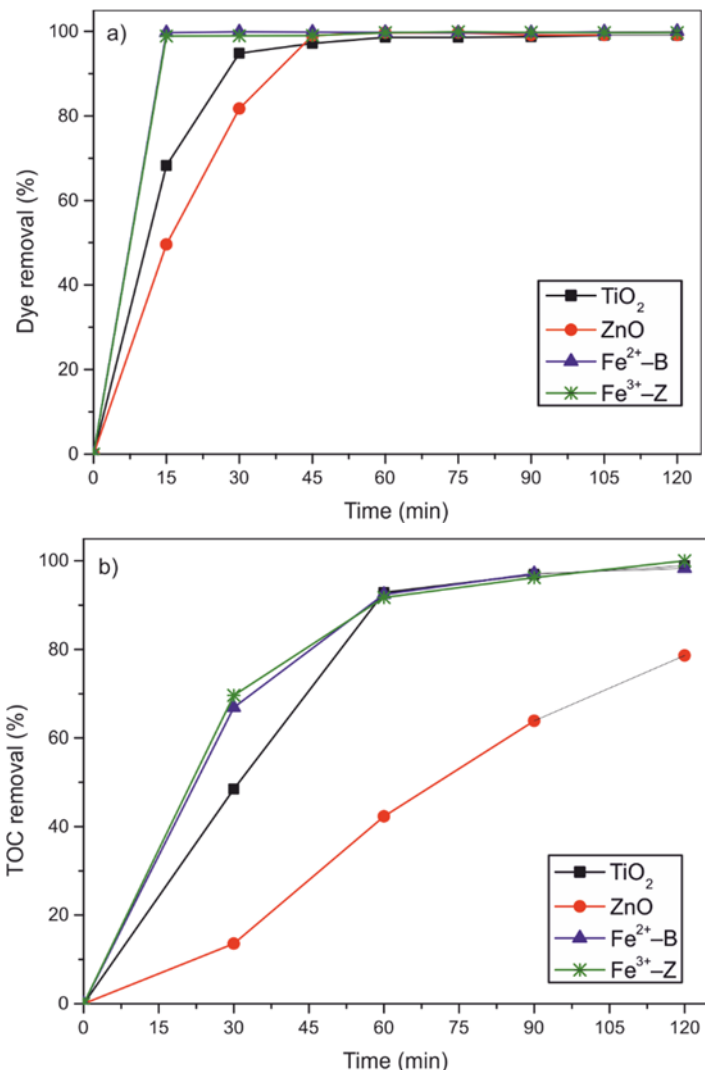 a)
100
80
60
40
20
0
Dye removal (%)
TiO₂
ZnO
Fe²⁺–B
Fe³⁺–Z
0 15 30 45 60 75 90 105 120
Time (min)
b)
100
80
60
40
20
0
TOC removal (%)
TiO₂
ZnO
Fe²⁺–B
Fe³⁺–Z
0 15 30 45 60 75 90 105 120
Time (min)